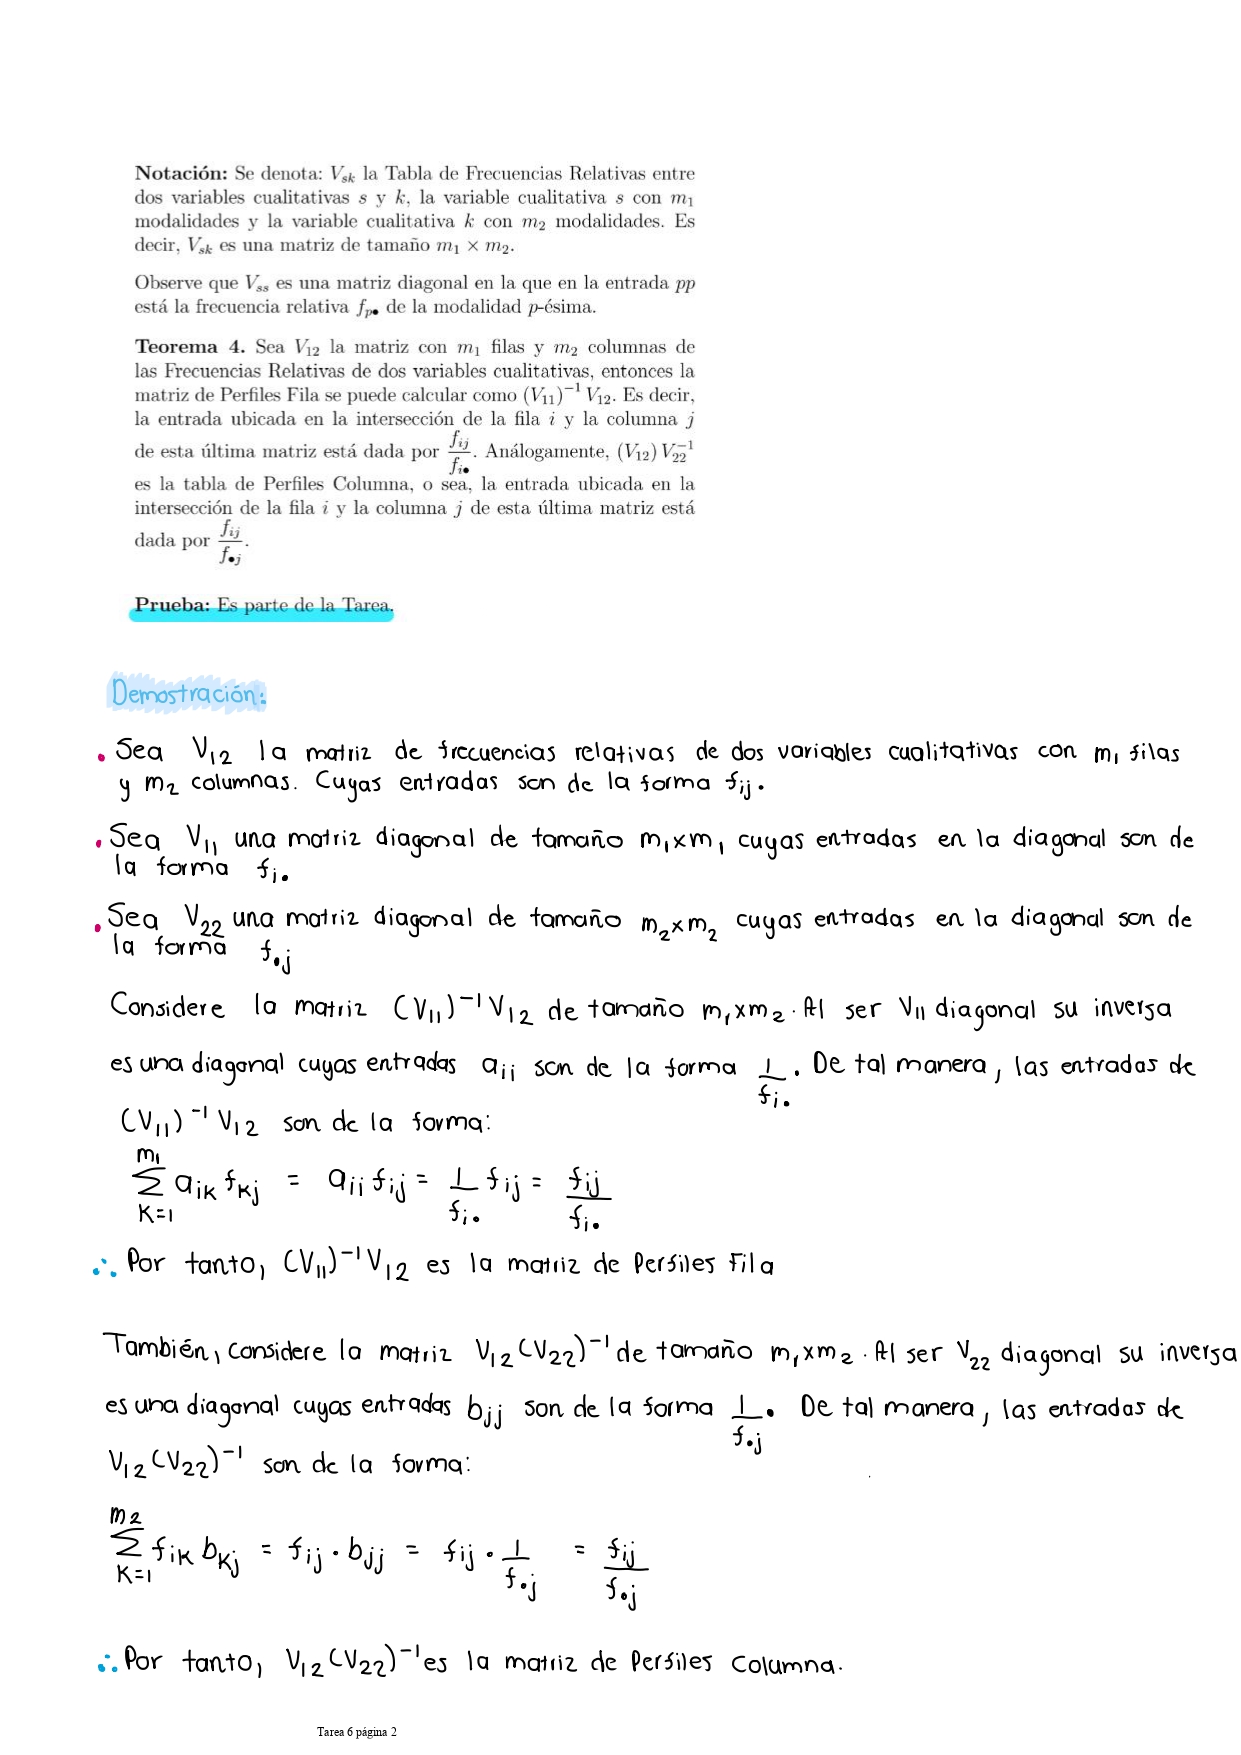 Notación: Se denota: V_{sk} la Tabla de Frecuencias Relativas entre
dos variables cualitativas s y k, la variable cualitativa s con m_1
modalidades y la variable cualitativa k con m_2 modalidades. Es
decir, V_{sk} es una matriz de tamaño m_1 × m_2.
Observe que V_{ss} es una matriz diagonal en la que en la entrada pp
está la frecuencia relativa f_{p•} de la modalidad p-ésima.
Teorema 4. Sea V_{12} la matriz con m_1 filas y m_2 columnas de
las Frecuencias Relativas de dos variables cualitativas, entonces la
matriz de Perfiles Fila se puede calcular como (V_{11})^{-1} V_{12}. Es decir,
la entrada ubicada en la intersección de la fila i y la columna j
de esta última matriz está dada por \frac{f_{ij}}{f_{i•}}. Análogamente, (V_{12}) V_{22}^{-1}
es la tabla de Perfiles Columna, o sea, la entrada ubicada en la
intersección de la fila i y la columna j de esta última matriz está
dada por \frac{f_{ij}}{f_{•j}}.
Prueba: Es parte de la Tarea.
Demostración:
• Sea V_{12} la matriz de frecuencias relativas de dos variables cualitativas con m_1 filas
y m_2 columnas. Cuyas entradas son de la forma f_{ij}.
• Sea V_{11} una matriz diagonal de tamaño m_1 x m_1 cuyas entradas en la diagonal son de
la forma f_{i•}
• Sea V_{22} una matriz diagonal de tamaño m_2 x m_2 cuyas entradas en la diagonal son de
la forma f_{•j}
Considere la matriz (V_{11})^{-1} V_{12} de tamaño m_1 x m_2. Al ser V_{11} diagonal su inversa
es una diagonal cuyas entradas a_{ii} son de la forma \frac{1}{f_{i•}}. De tal manera, las entradas de
(V_{11})^{-1} V_{12} son de la forma:
\sum_{k=1}^{m_1} a_{ik} f_{kj} = a_{ii} f_{ij} = \frac{1}{f_{i•}} f_{ij} = \frac{f_{ij}}{f_{i•}}
∴ Por tanto, (V_{11})^{-1} V_{12} es la matriz de Perfiles Fila
También, considere la matriz V_{12} (V_{22})^{-1} de tamaño m_1 x m_2. Al ser V_{22} diagonal su inversa
es una diagonal cuyas entradas b_{jj} son de la forma \frac{1}{f_{•j}}. De tal manera, las entradas de
V_{12} (V_{22})^{-1} son de la forma:
\sum_{k=1}^{m_2} f_{ik} b_{kj} = f_{ij} · b_{jj} = f_{ij} · \frac{1}{f_{•j}} = \frac{f_{ij}}{f_{•j}}
∴ Por tanto, V_{12} (V_{22})^{-1} es la matriz de Perfiles Columna.
Tarea 6 página 2